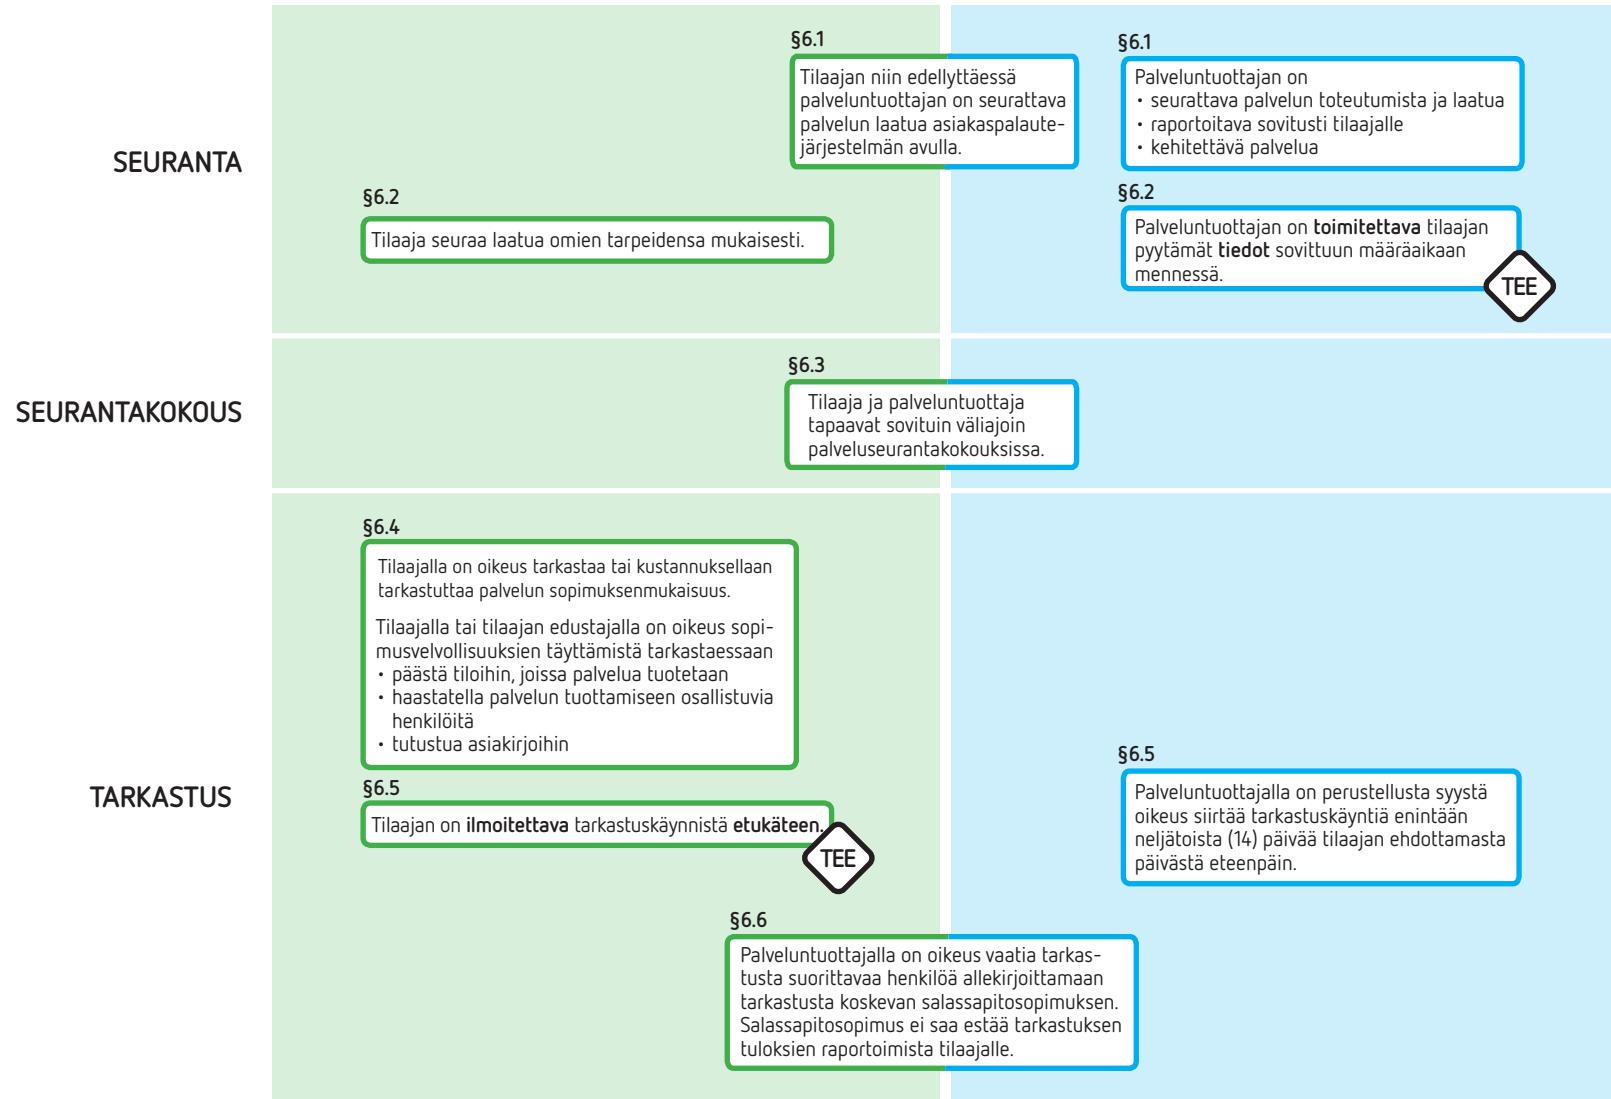 SEURANTA
§6.1
Tilaajan niin edellyttäessä
palveluntuottajan on seurattava
palvelun laatua asiakaspalaute-
järjestelmän avulla.
§6.1
Palveluntuottajan on
• seurattava palvelun toteutumista ja laatua
• raportoitava sovitusti tilaajalle
• kehitettävä palvelua
§6.2
Tilaaja seuraa laatua omien tarpeidensa mukaisesti.
§6.2
Palveluntuottajan on toimitettava tilaajan
pyytämät tiedot sovittuun määräaikaan
mennessä.
TEE
SEURANTAKOKOUS
§6.3
Tilaaja ja palveluntuottaja
tapaavat sovituin väliajoin
palveluseurantakokouksissa.
TARKASTUS
§6.4
Tilaajalla on oikeus tarkastaa tai kustannuksellaan
tarkastuttaa palvelun sopimuksenmukaisuus.
Tilaajalla tai tilaajan edustajalla on oikeus sopi-
musvelvollisuuksien täyttämistä tarkastaessaan
• päästä tiloihin, joissa palvelua tuotetaan
• haastatella palvelun tuottamiseen osallistuvia
henkilöitä
• tutustua asiakirjoihin
§6.5
Tilaajan on ilmoitettava tarkastuskäynnistä etukäteen.
TEE
§6.5
Palveluntuottajalla on perustellusta syystä
oikeus siirtää tarkastuskäyntiä enintään
neljätoista (14) päivää tilaajan ehdottamasta
päivästä eteenpäin.
§6.6
Palveluntuottajalla on oikeus vaatia tarkas-
tusta suorittavaa henkilöä allekirjoittamaan
tarkastusta koskevan salassapitosopimuksen.
Salassapitosopimus ei saa estää tarkastuksen
tuloksien raportoimista tilaajalle.